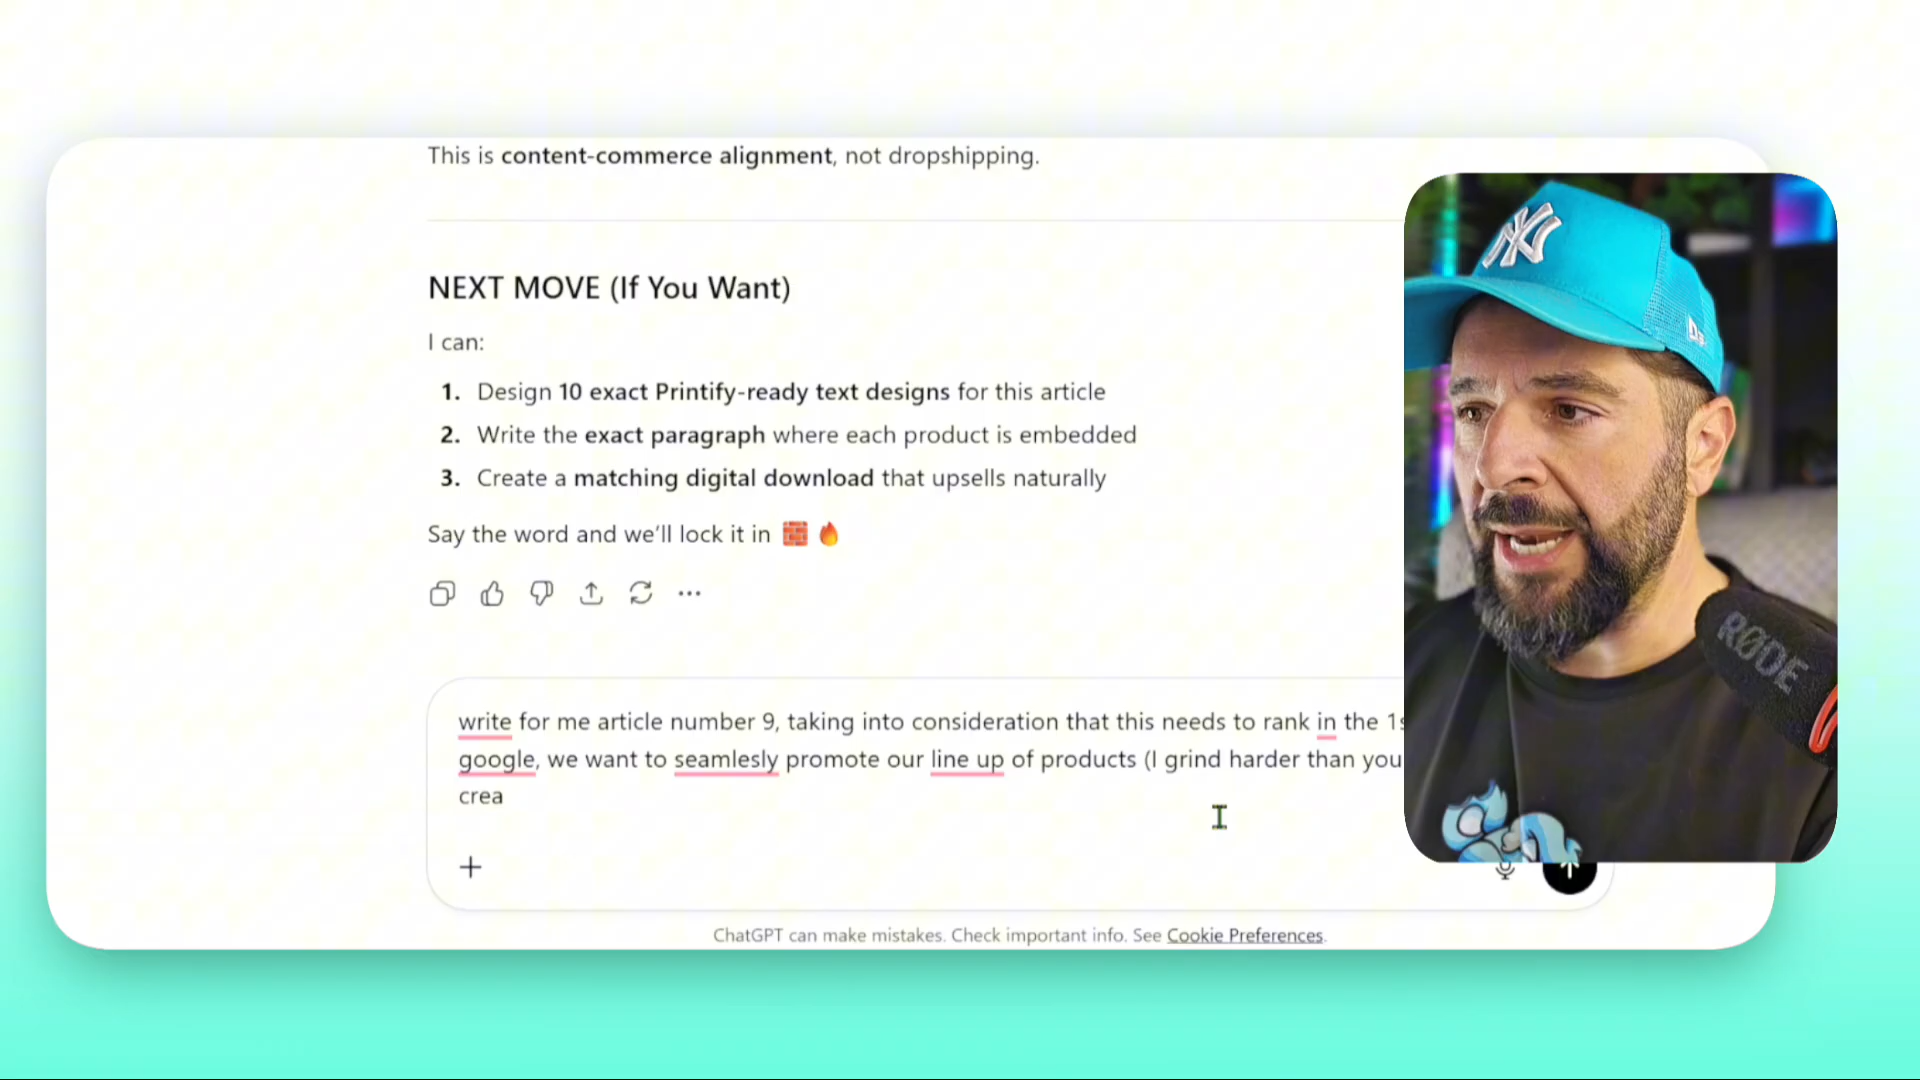 This is content-commerce alignment, not dropshipping.
NEXT MOVE (If You Want)
I can:
1. Design 10 exact Printify-ready text designs for this article
2. Write the exact paragraph where each product is embedded
3. Create a matching digital download that upsells naturally
Say the word and we'll lock it in 🧱 🔥
write for me article number 9, taking into consideration that this needs to rank in the 1s
google, we want to seamlesly promote our line up of products (I grind harder than you
crea
ChatGPT can make mistakes. Check important info. See Cookie Preferences.
NY
RØDE